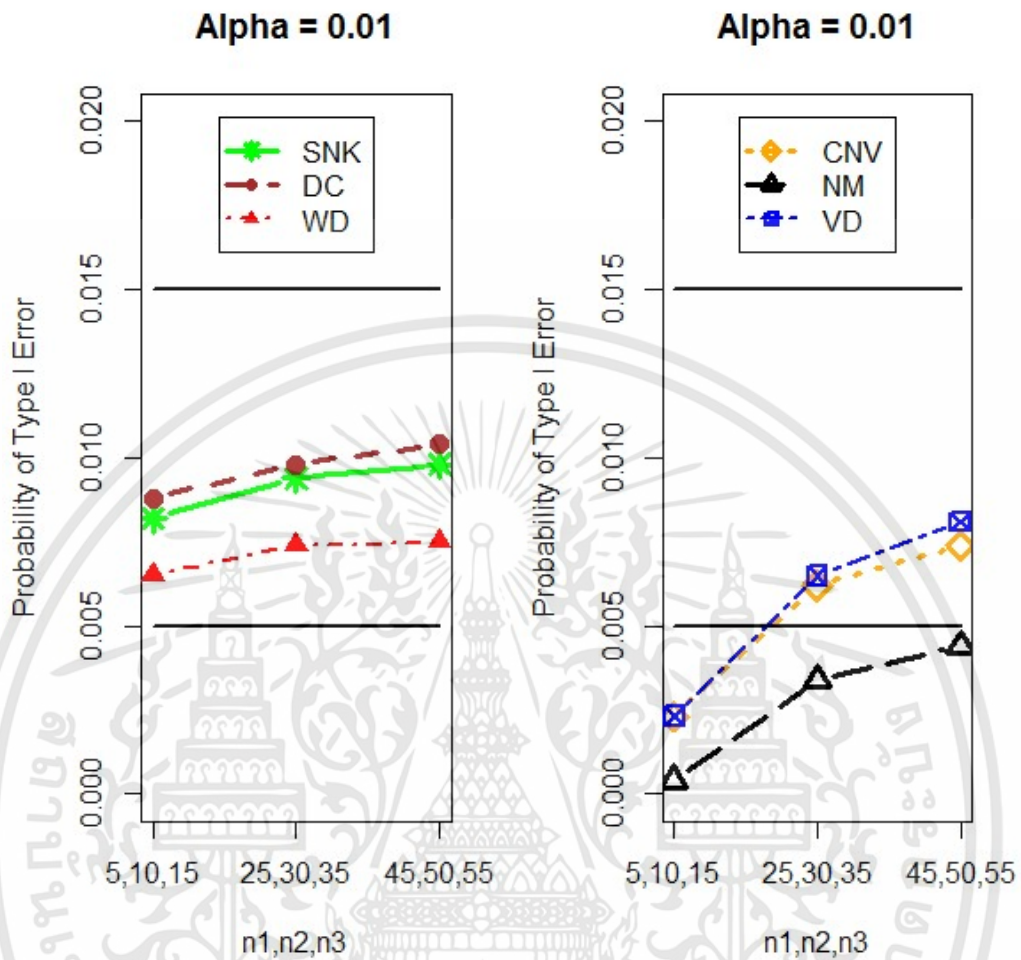 Alpha = 0.01
Probability of Type I Error
0.020
0.015
0.010
0.005
0.000
SNK
DC
WD
5,10,15 25,30,35 45,50,55
n1,n2,n3
Alpha = 0.01
Probability of Type I Error
0.020
0.015
0.010
0.005
0.000
CNV
NM
VD
5,10,15 25,30,35 45,50,55
n1,n2,n3